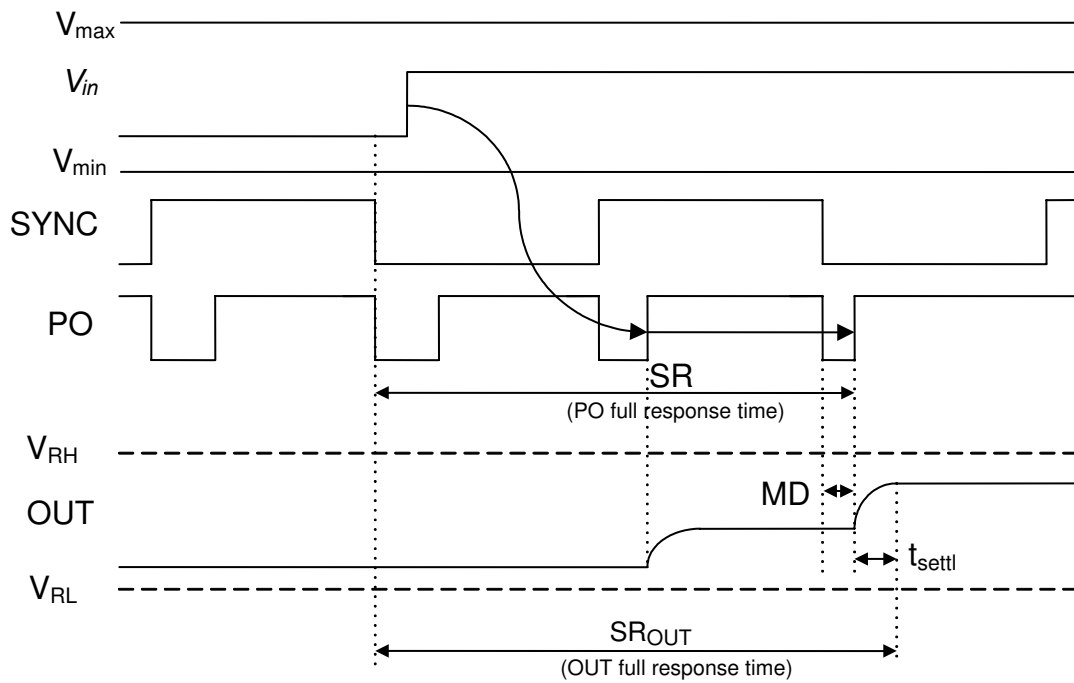 Vmax
Vin
Vmin
SYNC
PO
SR
(PO full response time)
VRH
MD
OUT
tsettl
VRL
SROUT
(OUT full response time)